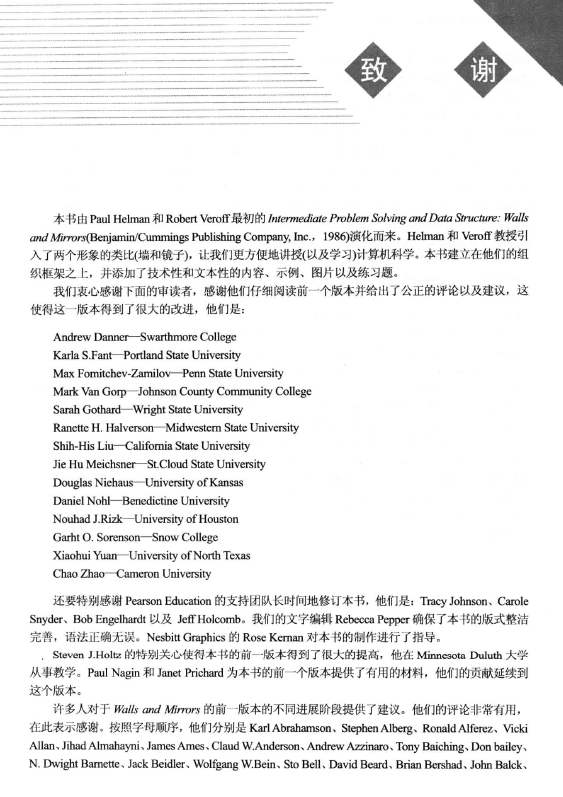 致 谢
本书由 Paul Helman 和 Robert Veroff 最初的 Intermediate Problem Solving and Data Structure: Walls
and Mirrors(Benjamin/Cummings Publishing Company, Inc.，1986)演化而来。Helman 和 Veroff 教授引
入了两个形象的类比(墙和镜子)，让我们更方便地讲授(以及学习)计算机科学。本书建立在他们的组
织框架之上，并添加了技术性和文本性的内容、示例、图片以及练习题。
我们衷心感谢下面的审读者，感谢他们仔细阅读前一个版本并给出了公正的评论以及建议，这
使得这一版本得到了很大的改进，他们是：
Andrew Danner—Swarthmore College
Karla S.Fant—Portland State University
Max Fomitchev-Zamilov—Penn State University
Mark Van Gorp—Johnson County Community College
Sarah Gothard—Wright State University
Ranette H. Halverson—Midwestern State University
Shih-His Liu—California State University
Jie Hu Meichsner—St.Cloud State University
Douglas Niehaus—University of Kansas
Daniel Nohl—Benedictine University
Nouhad J.Rizk—University of Houston
Garht O. Sorenson—Snow College
Xiaohui Yuan—University of North Texas
Chao Zhao—Cameron University
还要特别感谢 Pearson Education 的支持团队长时间地修订本书，他们是：Tracy Johnson、Carole
Snyder、Bob Engelhardt 以及 Jeff Holcomb。我们的文字编辑 Rebecca Pepper 确保了本书的版式整洁
完善，语法正确无误。Nesbitt Graphics 的 Rose Kernan 对本书的制作进行了指导。
Steven J.Holtz 的特别关心使得本书的前一版本得到了很大的提高，他在 Minnesota Duluth 大学
从事教学。Paul Nagin 和 Janet Prichard 为本书的前一个版本提供了有用的材料，他们的贡献延续到
这个版本。
许多人对于 Walls and Mirrors 的前一版本的不同进展阶段提供了建议。他们的评论非常有用，
在此表示感谢。按照字母顺序，他们分别是 Karl Abrahamson、Stephen Alberg、Ronald Alferez、Vicki
Allan、Jihad Almahayni、James Ames、Claud W.Anderson、Andrew Azzinaro、Tony Baiching、Don bailey、
N. Dwight Barnette、Jack Beidler、Wolfgang W.Bein、Sto Bell、David Beard、Brian Bershad、John Balck、